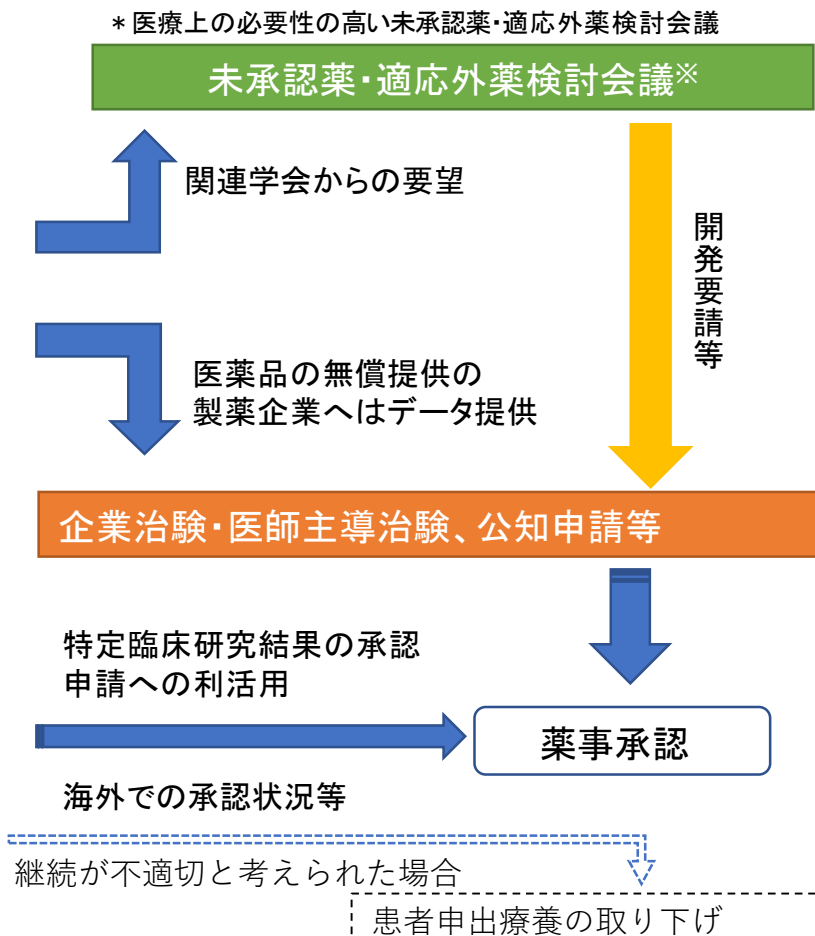 ＊医療上の必要性の高い未承認薬・適応外薬検討会議
未承認薬・適応外薬検討会議※
関連学会からの要望
開発要請等
医薬品の無償提供の
製薬企業へはデータ提供
企業治験・医師主導治験、公知申請等
特定臨床研究結果の承認
申請への利活用
薬事承認
海外での承認状況等
継続が不適切と考えられた場合
患者申出療養の取り下げ